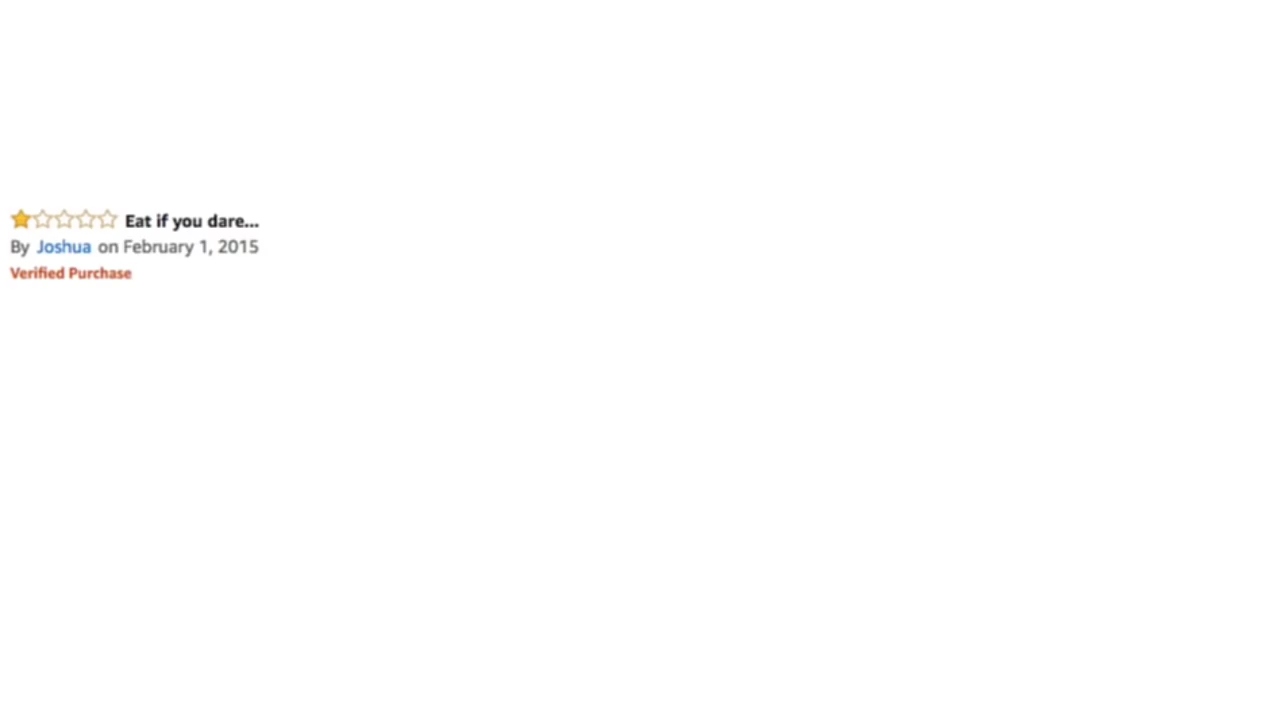 Eat if you dare...
By Joshua on February 1, 2015
Verified Purchase